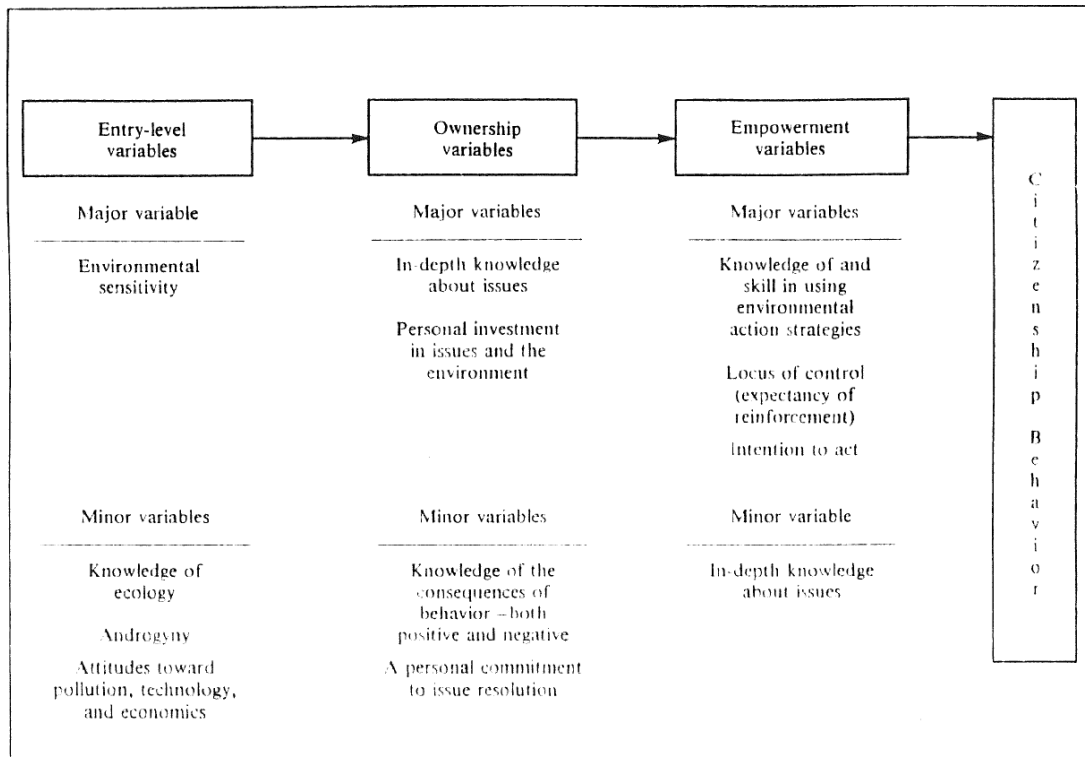 Entry-level
variables
Ownership
variables
Empowerment
variables
Citizenship Behavior
Major variable
Environmental
sensitivity
Major variables
In-depth knowledge
about issues
Personal investment
in issues and the
environment
Major variables
Knowledge of and
skill in using
environmental
action strategies
Locus of control
(expectancy of
reinforcement)
Intention to act
Minor variables
Knowledge of
ecology
Androgyny
Attitudes toward
pollution, technology,
and economics
Minor variables
Knowledge of the
consequences of
behavior – both
positive and negative
A personal commitment
to issue resolution
Minor variable
In-depth knowledge
about issues